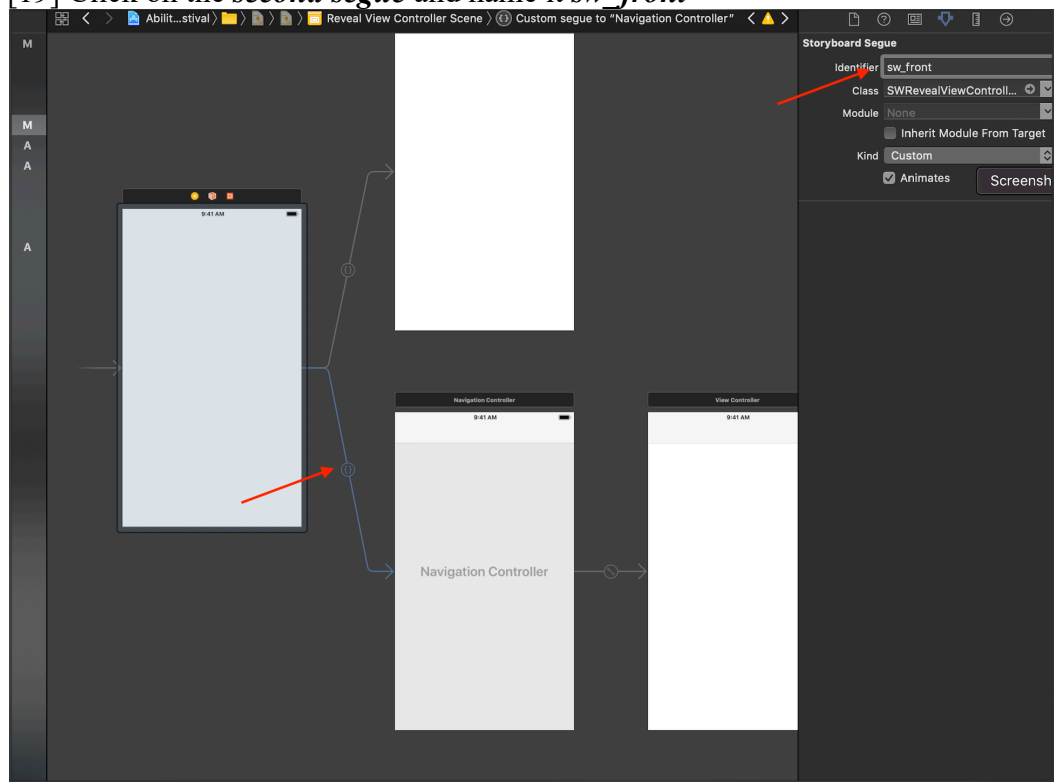 [19] Click on the second segue and name it sw_front
Abilit...stival) Reveal View Controller Scene Custom segue to "Navigation Controller"
M
M
A
A
A
Storyboard Segue
Identifier sw_front
Class SWRevealViewControll...
Module None
Inherit Module From Target
Kind Custom
Animates
Screensh
9:41 AM
Navigation Controller
9:41 AM
Navigation Controller
View Controller
9:41 AM